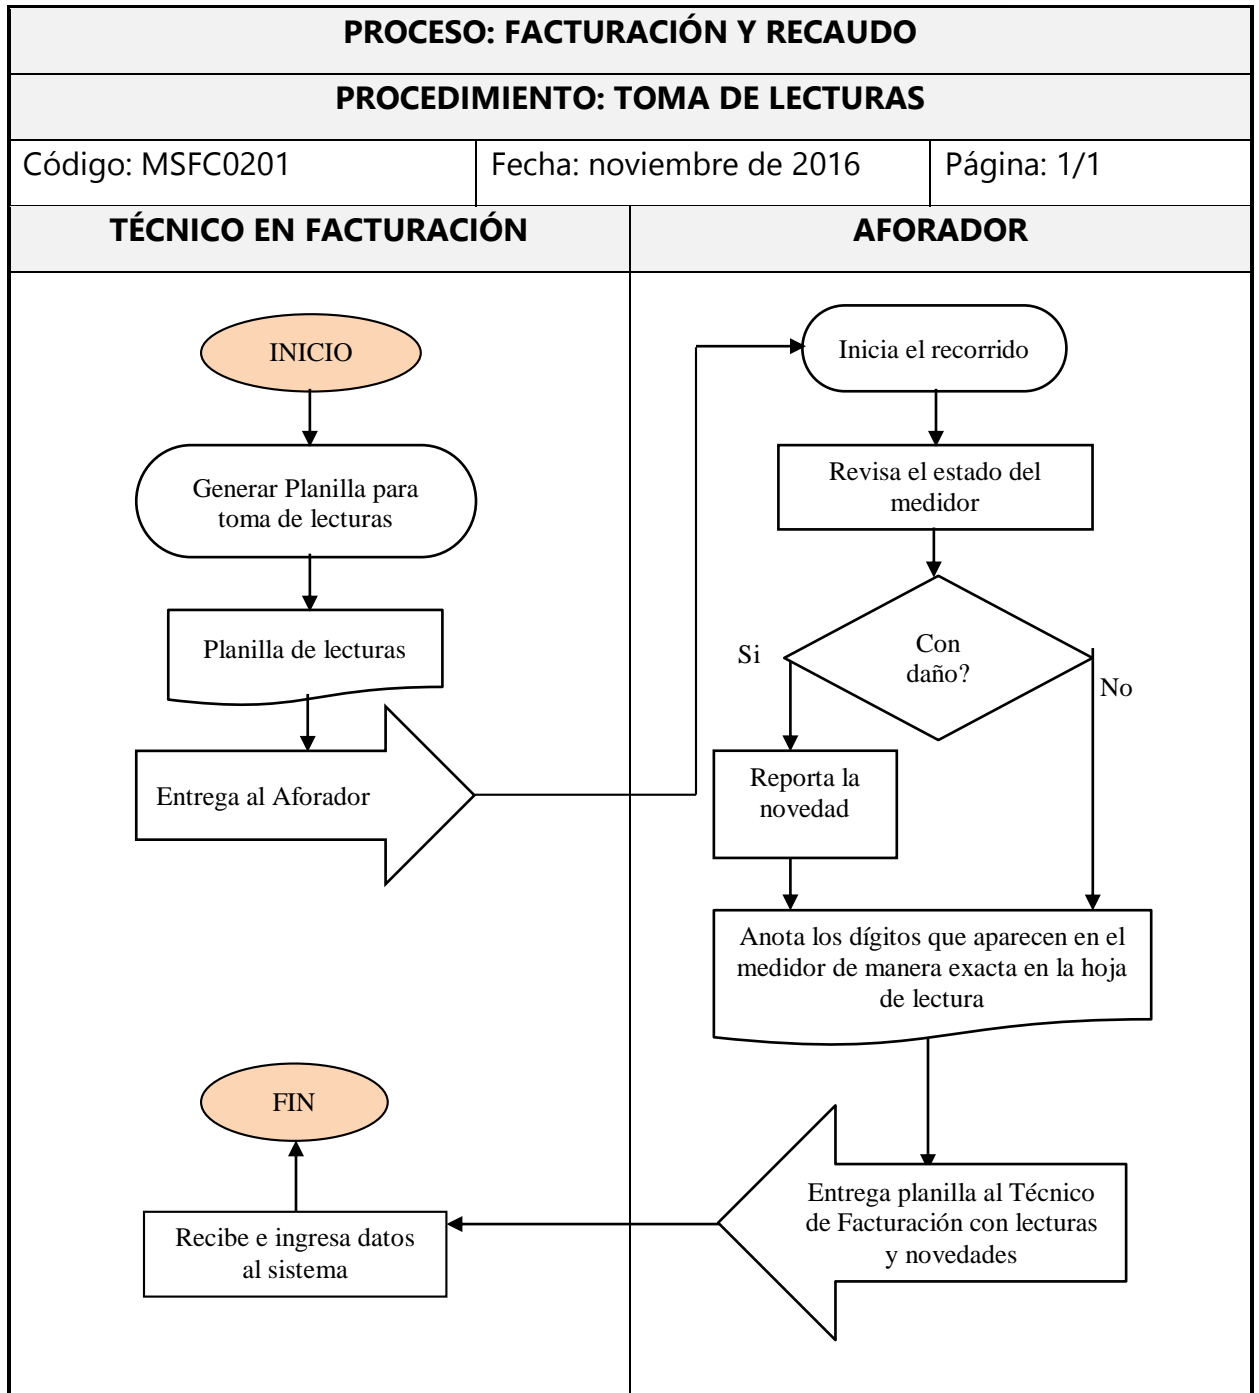 PROCESO: FACTURACIÓN Y RECAUDO
PROCEDIMIENTO: TOMA DE LECTURAS
Código: MSFC0201
Fecha: noviembre de 2016
Página: 1/1
TÉCNICO EN FACTURACIÓN
AFORADOR
INICIO
Generar Planilla para
toma de lecturas
Planilla de lecturas
Entrega al Aforador
Inicia el recorrido
Revisa el estado del
medidor
Con
daño?
Si
No
Reporta la
novedad
Anota los dígitos que aparecen en el
medidor de manera exacta en la hoja
de lectura
Entrega planilla al Técnico
de Facturación con lecturas
y novedades
Recibe e ingresa datos
al sistema
FIN